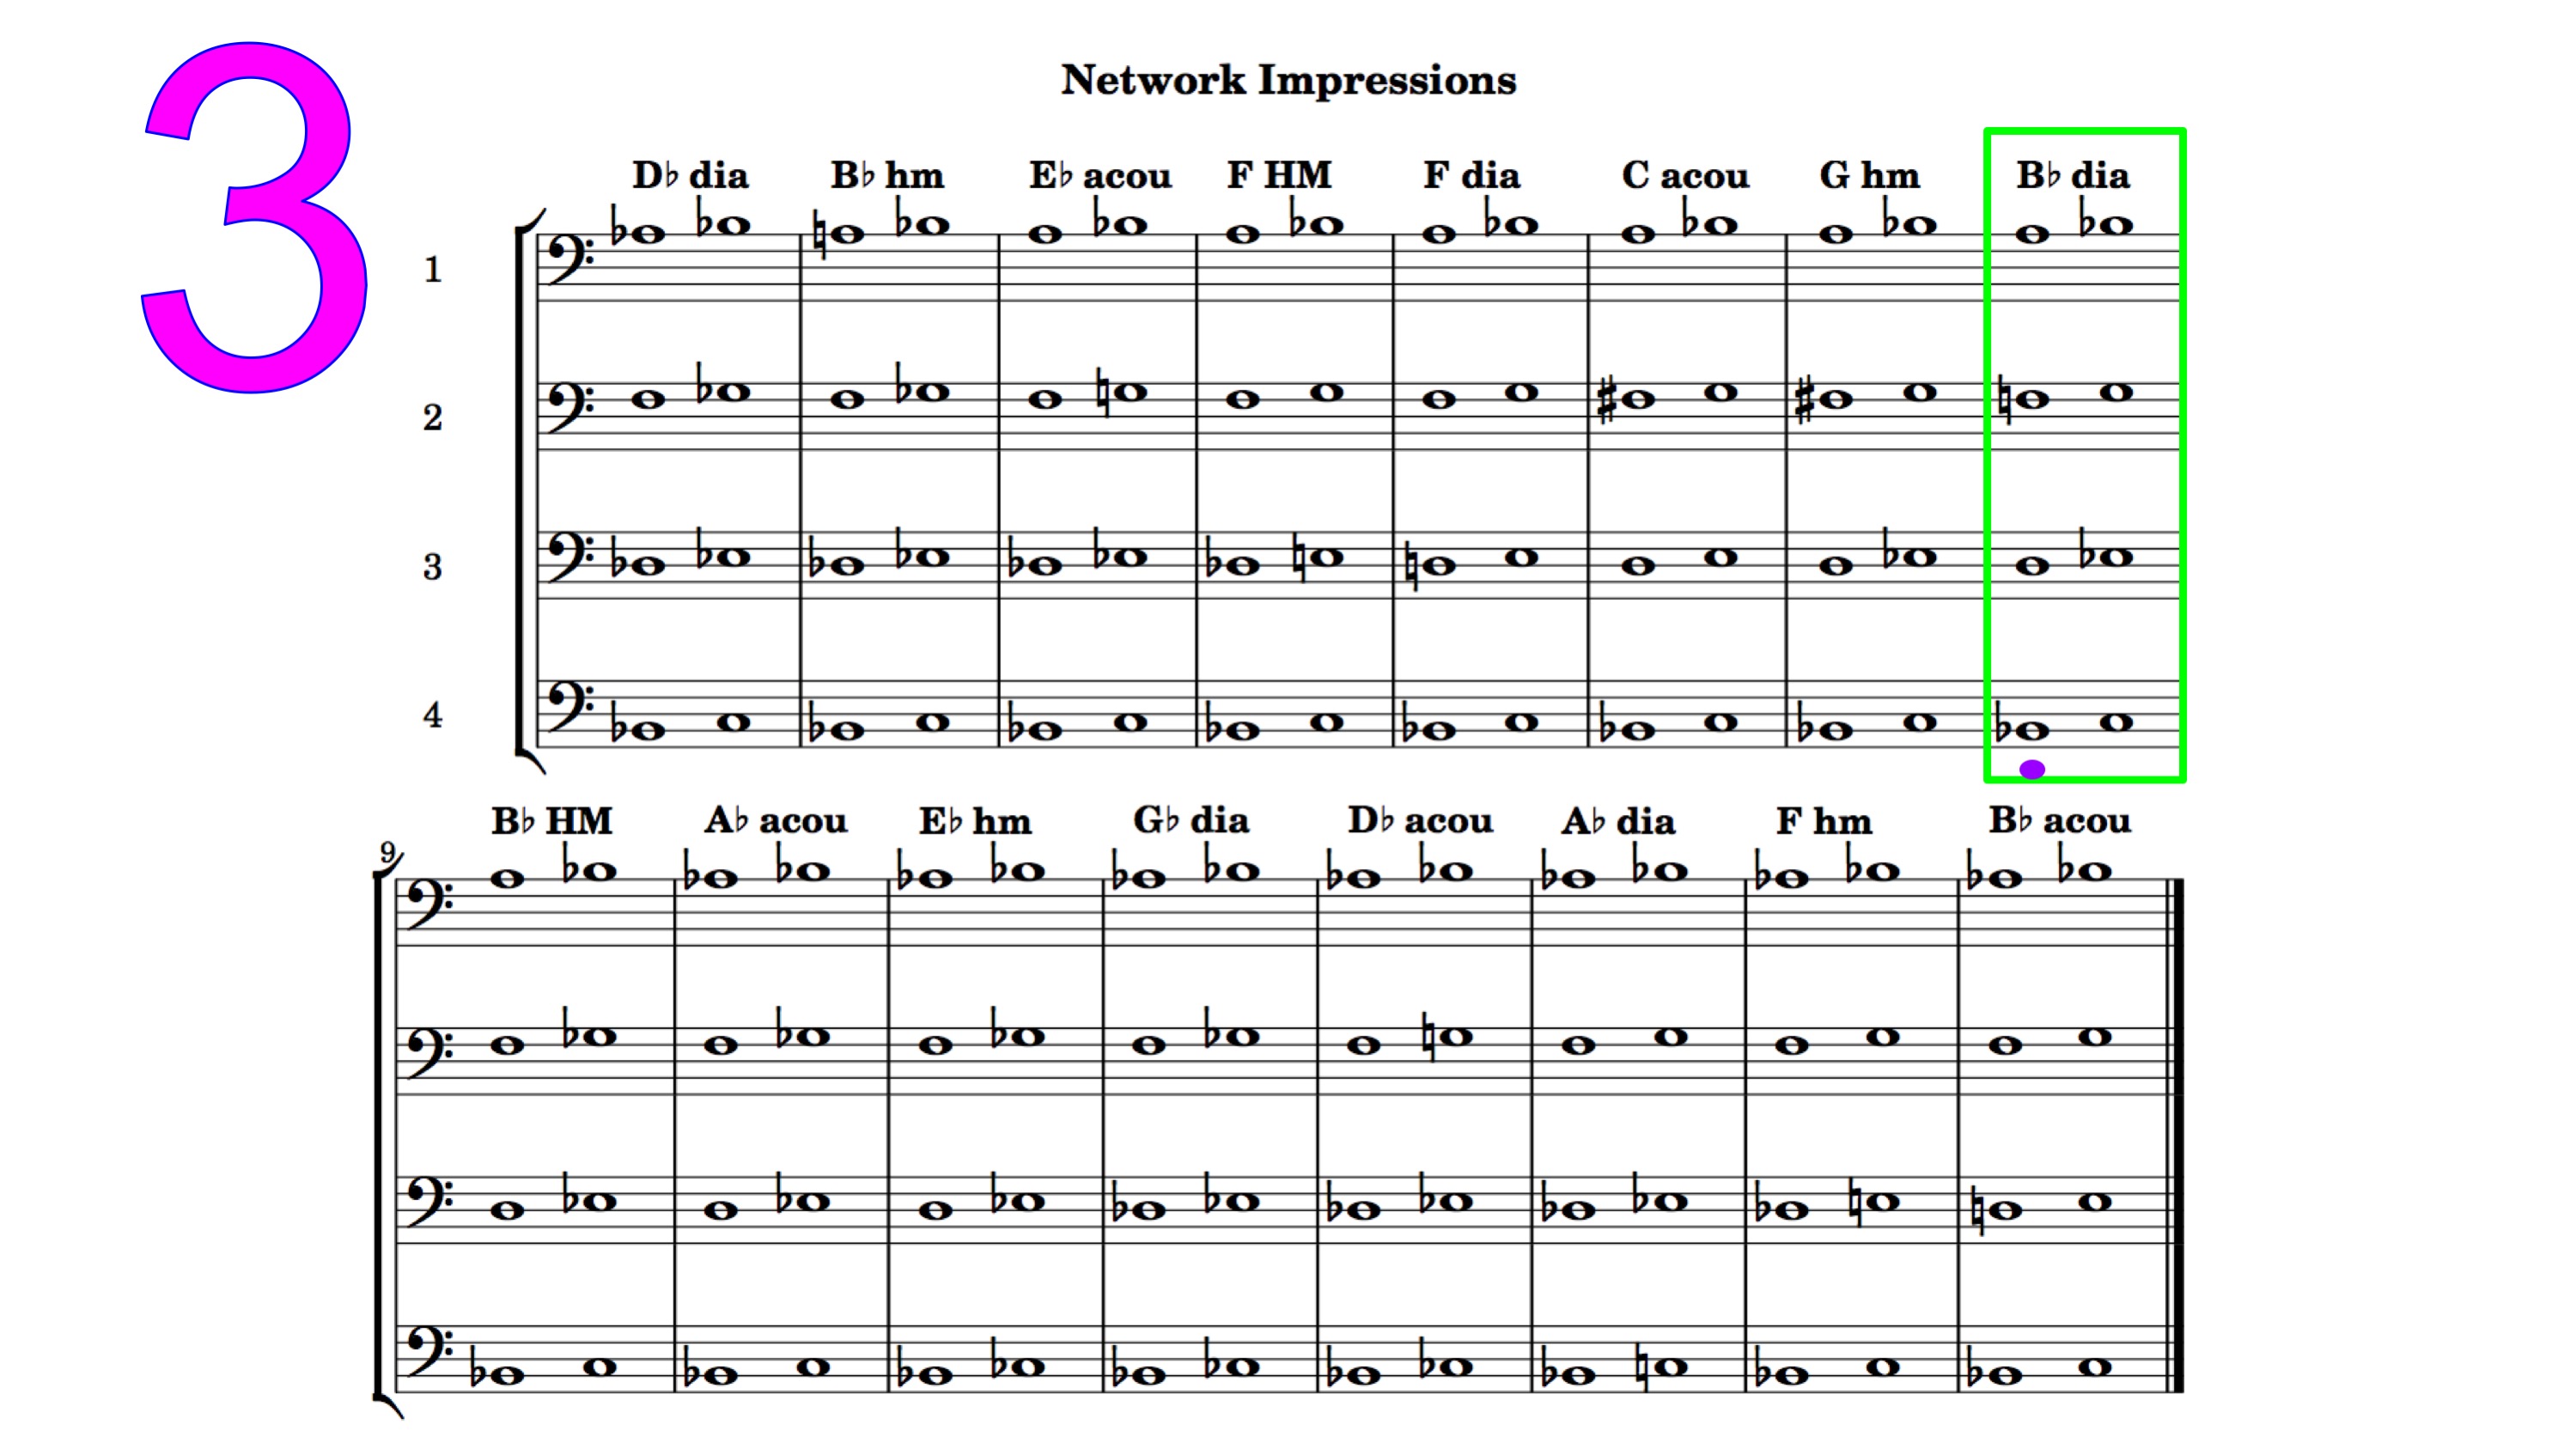 3
Network Impressions
D♭ dia B♭ hm E♭ acou F HM F dia C acou G hm B♭ dia
1
2
3
4
B♭ HM A♭ acou E♭ hm G♭ dia D♭ acou A♭ dia F hm B♭ acou
9